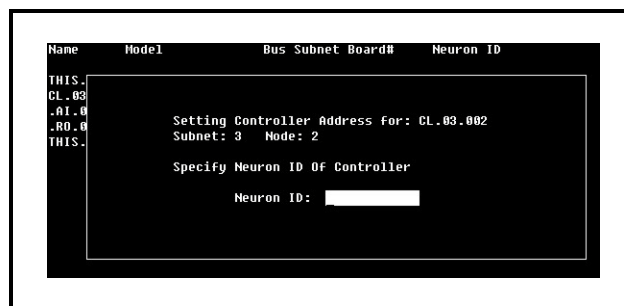 Name Model Bus Subnet Board# Neuron ID
THIS.
CL.03
.AI.0
.RO.0
THIS.
Setting Controller Address for: CL.03.002
Subnet: 3 Node: 2
Specify Neuron ID Of Controller
Neuron ID: